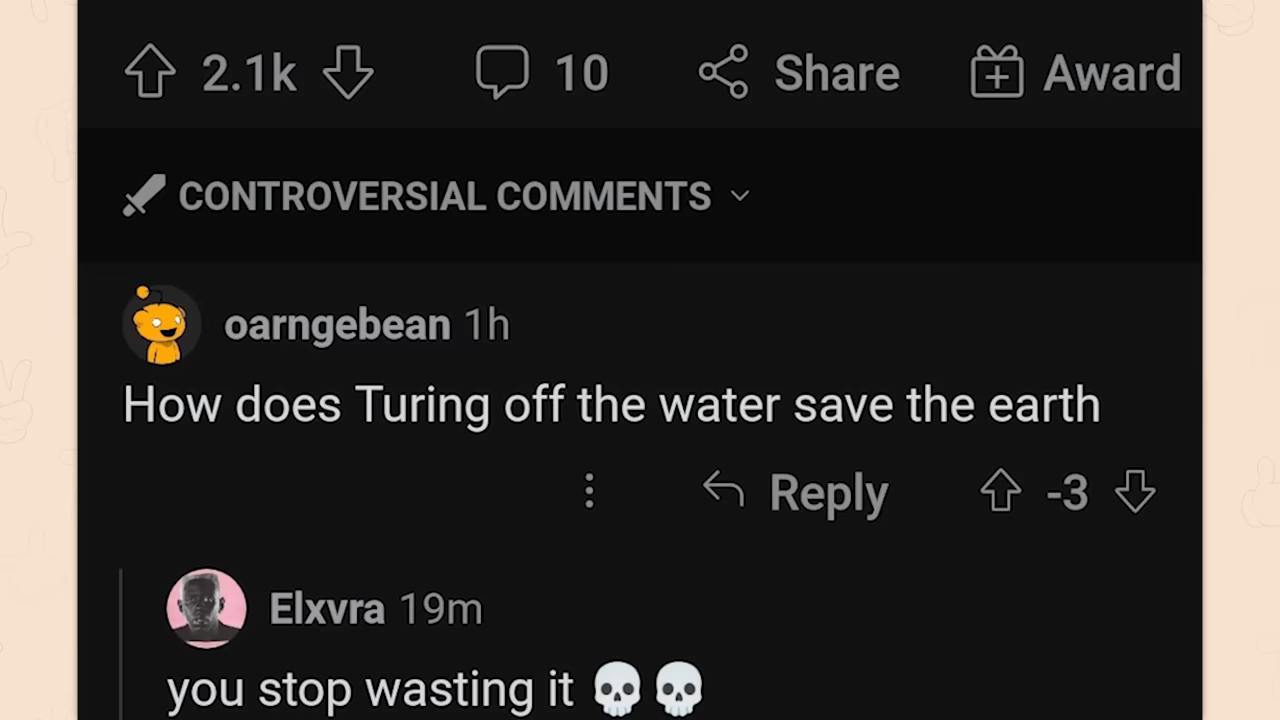 2.1k 10 Share Award
CONTROVERSIAL COMMENTS
oarngebean 1h
How does Turing off the water save the earth
Reply -3
Elxvra 19m
you stop wasting it 💀💀